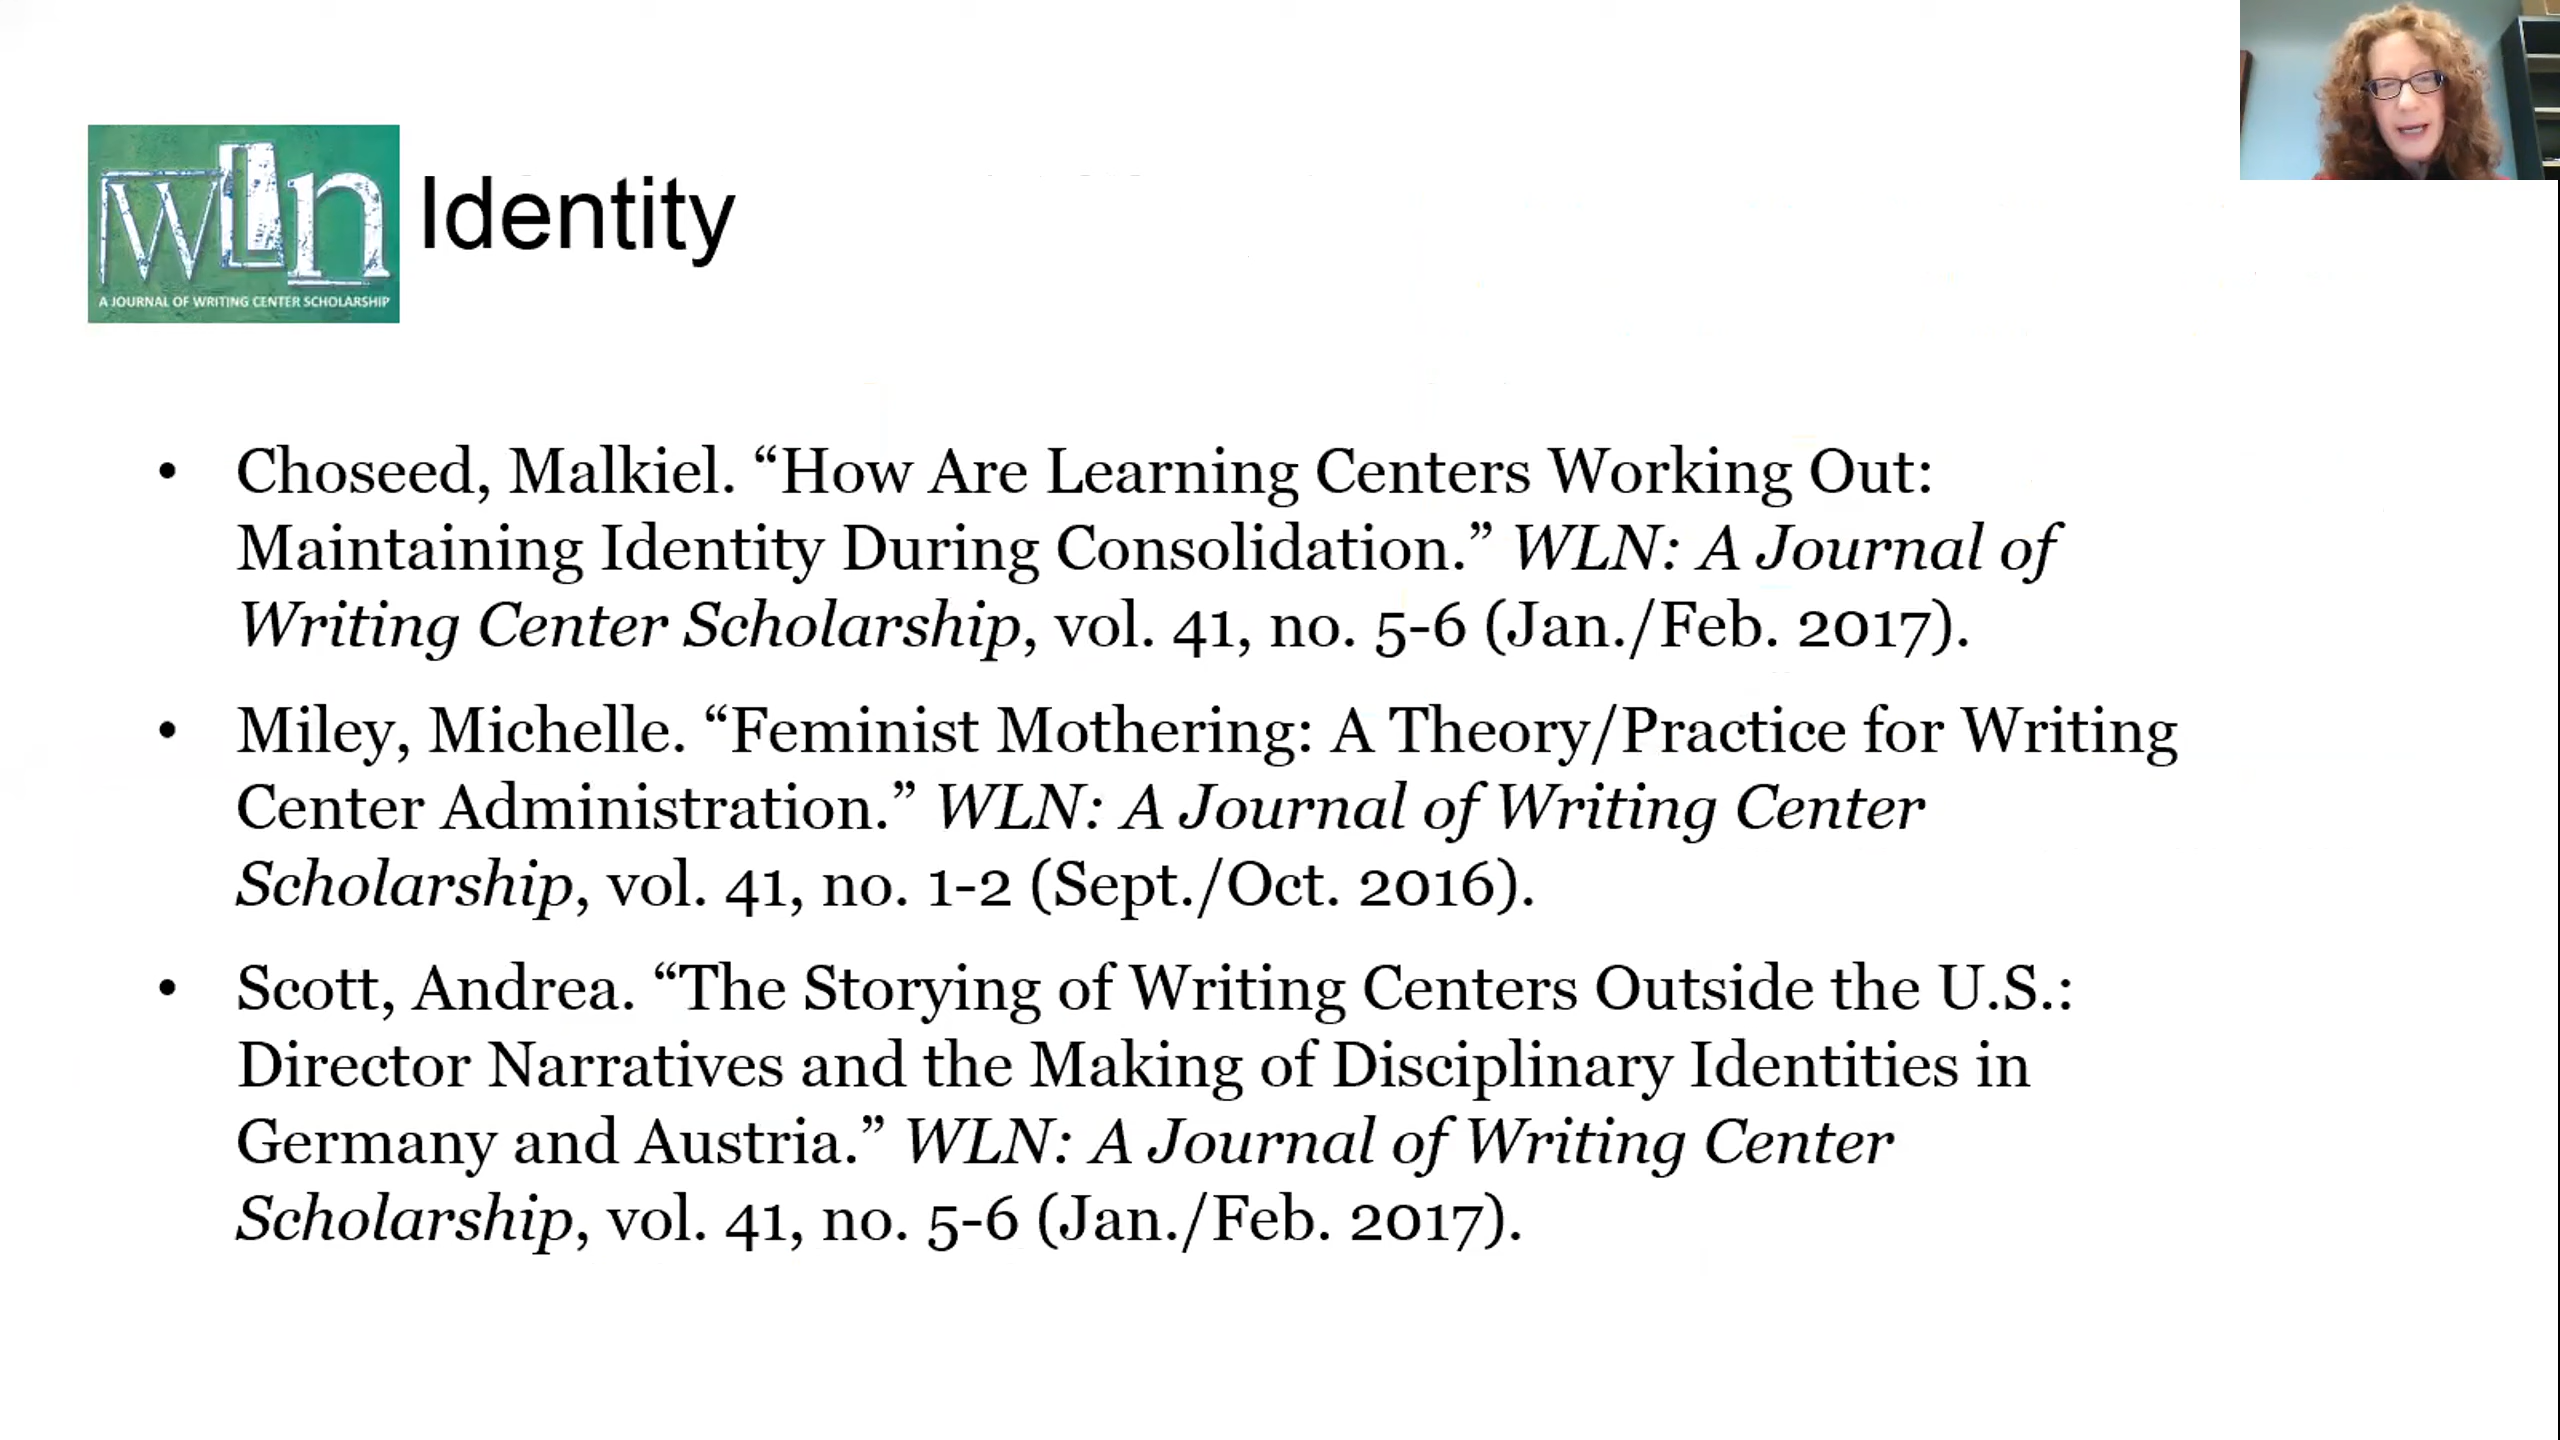 wLn
A JOURNAL OF WRITING CENTER SCHOLARSHIP
Identity
• Choseed, Malkiel. “How Are Learning Centers Working Out:
Maintaining Identity During Consolidation.” WLN: A Journal of
Writing Center Scholarship, vol. 41, no. 5-6 (Jan./Feb. 2017).
• Miley, Michelle. “Feminist Mothering: A Theory/Practice for Writing
Center Administration.” WLN: A Journal of Writing Center
Scholarship, vol. 41, no. 1-2 (Sept./Oct. 2016).
• Scott, Andrea. “The Storying of Writing Centers Outside the U.S.:
Director Narratives and the Making of Disciplinary Identities in
Germany and Austria.” WLN: A Journal of Writing Center
Scholarship, vol. 41, no. 5-6 (Jan./Feb. 2017).